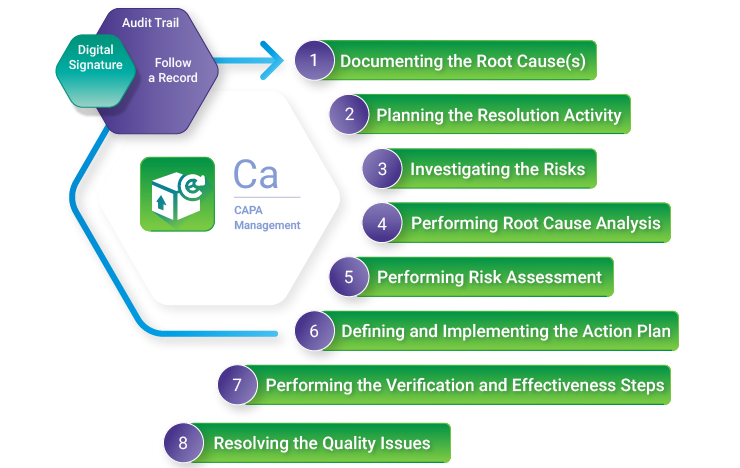 Audit Trail
Digital
Signature
Follow
a Record
1 Documenting the Root Cause(s)
2 Planning the Resolution Activity
3 Investigating the Risks
Ca
CAPA
Management
4 Performing Root Cause Analysis
5 Performing Risk Assessment
6 Defining and Implementing the Action Plan
7 Performing the Verification and Effectiveness Steps
8 Resolving the Quality Issues